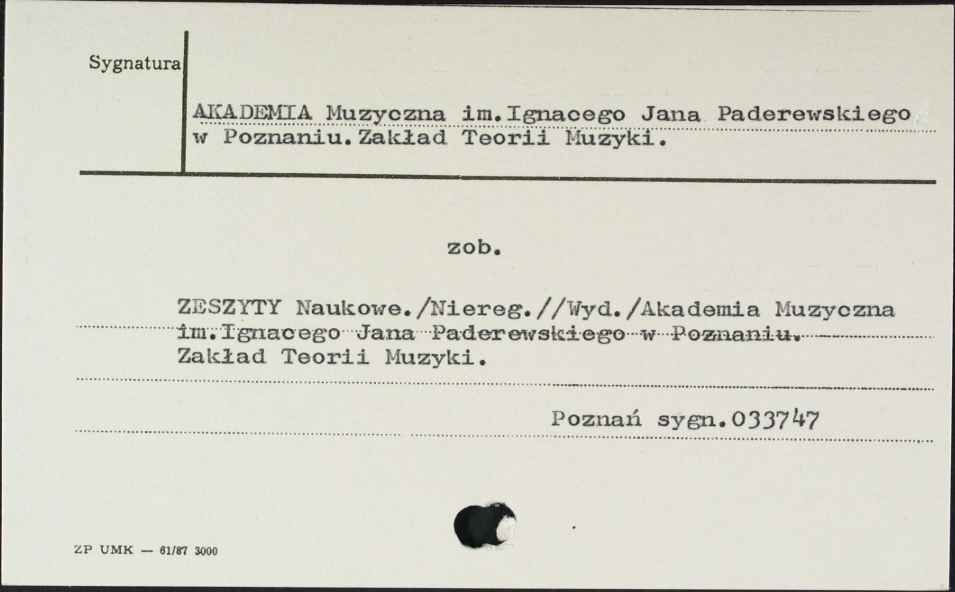 Sygnatura
AKADEMIA Muzyczna im.Ignacego Jana Paderewskiego
w Poznaniu.Zakład Teorii Muzyki.
zob.
ZESZYTY Naukowe./Niereg.//Wyd./Akademia Muzyczna
im.Ignacego Jana Paderewskiego w Poznaniu.
Zakład Teorii Muzyki.
Poznań sygn.033747
ZP UMK — 61/87 3000